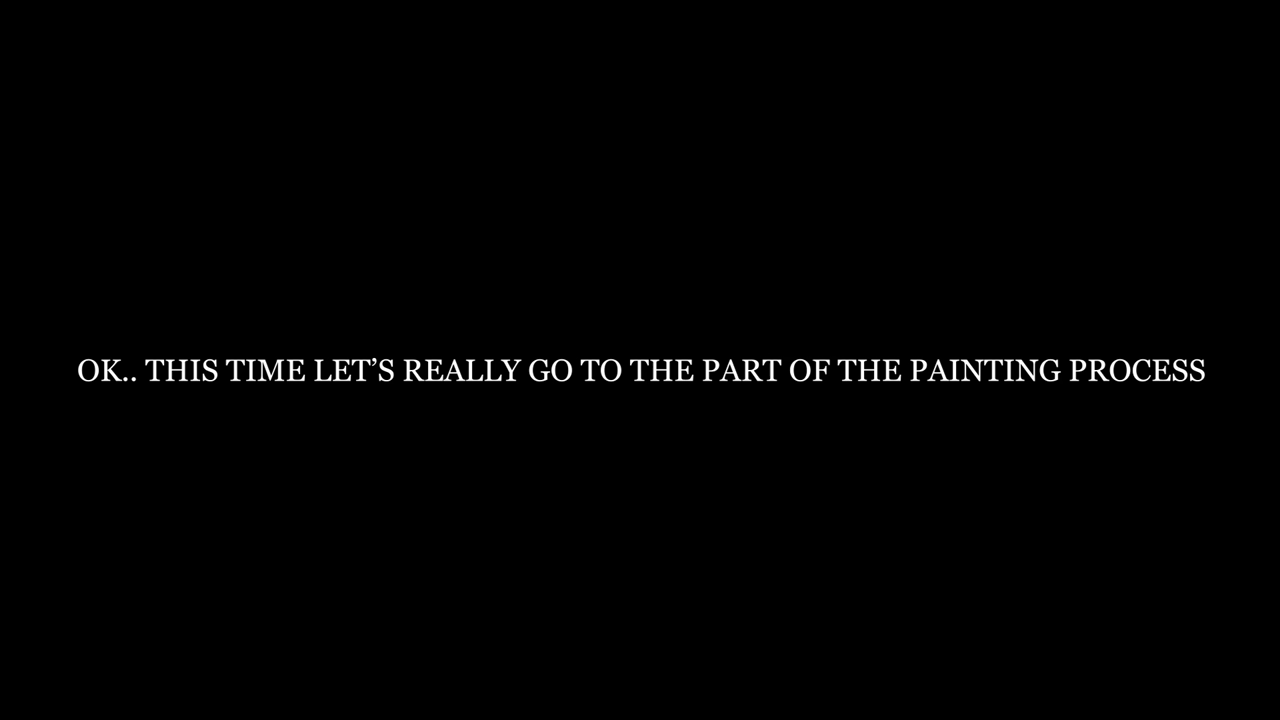 OK.. THIS TIME LET’S REALLY GO TO THE PART OF THE PAINTING PROCESS